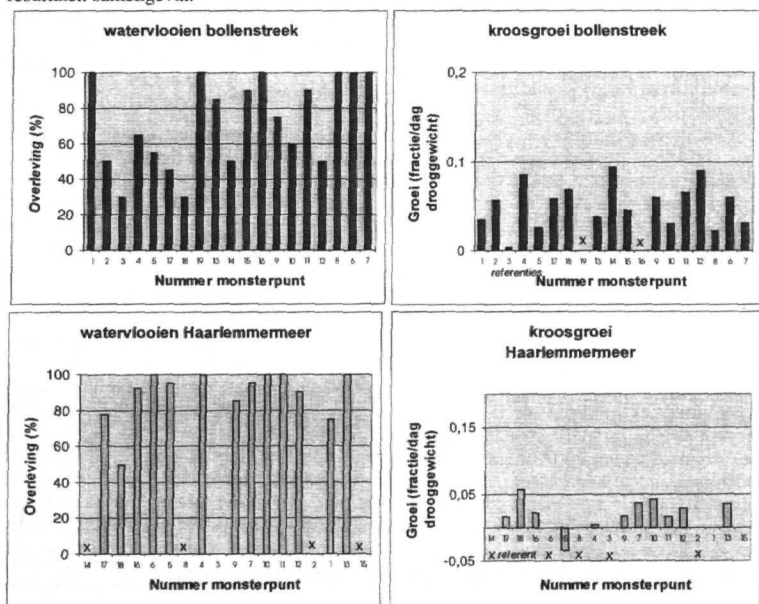 resultaten samengevat.
watervlooien bollenstreek
Overleving (%)
100
80
60
40
20
0
1 2 3 4 5 17 18 19 13 14 15 16 9 10 11 12 8 6 7
Nummer monsterpunt
kroosgroei bollenstreek
Groei (fractie/dag
drooggewicht)
0,2
0,1
0
x x
1 2 3 4 5 17 18 19 13 14 15 16 9 10 11 12 8 6 7
referenties
Nummer monsterpunt
watervlooien Haarlemmermeer
Overleving (%)
100
80
60
40
20
0
x x x x
14 17 18 16 6 5 8 4 3 9 7 10 11 12 2 1 13 15
Nummer monsterpunt
kroosgroei
Haarlemmermeer
Groei (fractie/dag
drooggewicht)
0,15
0,05
-0,05
14 17 18 16 6 5 8 4 3 9 7 10 11 12 2 1 13 15
x referent x x x x
Nummer monsterpunt